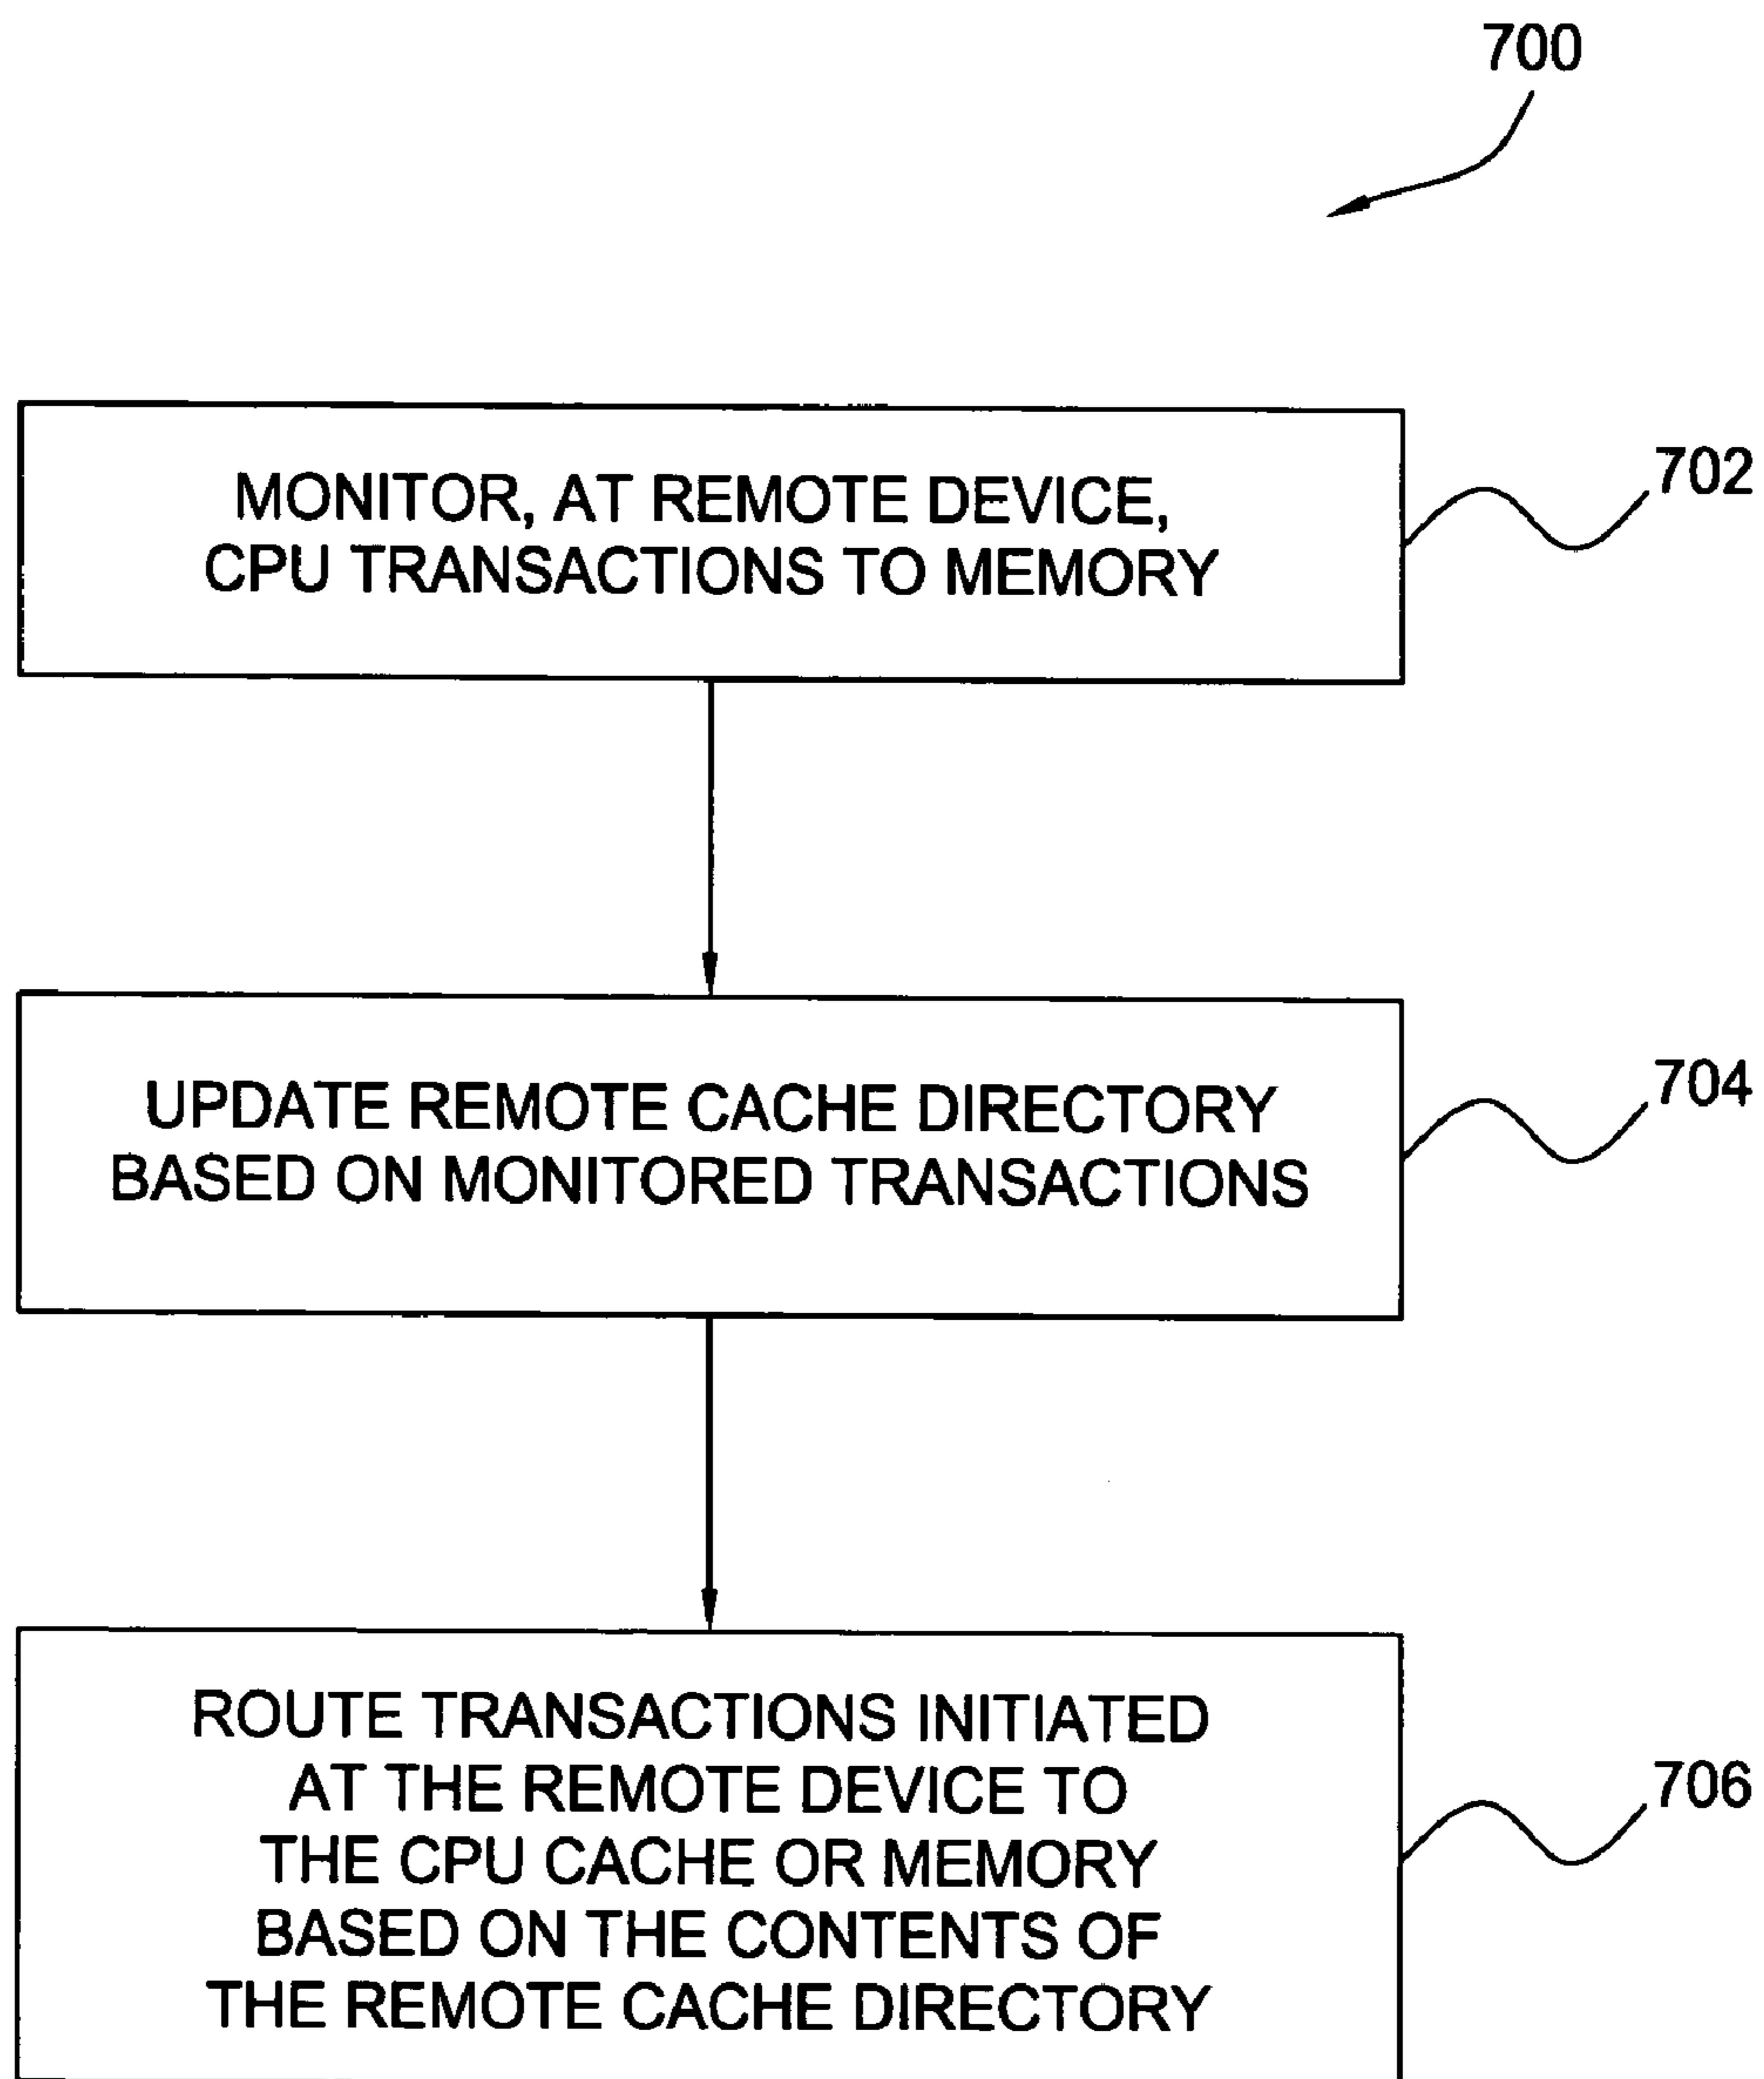 700
MONITOR, AT REMOTE DEVICE,
CPU TRANSACTIONS TO MEMORY
702
UPDATE REMOTE CACHE DIRECTORY
BASED ON MONITORED TRANSACTIONS
704
ROUTE TRANSACTIONS INITIATED
AT THE REMOTE DEVICE TO
THE CPU CACHE OR MEMORY
BASED ON THE CONTENTS OF
THE REMOTE CACHE DIRECTORY
706